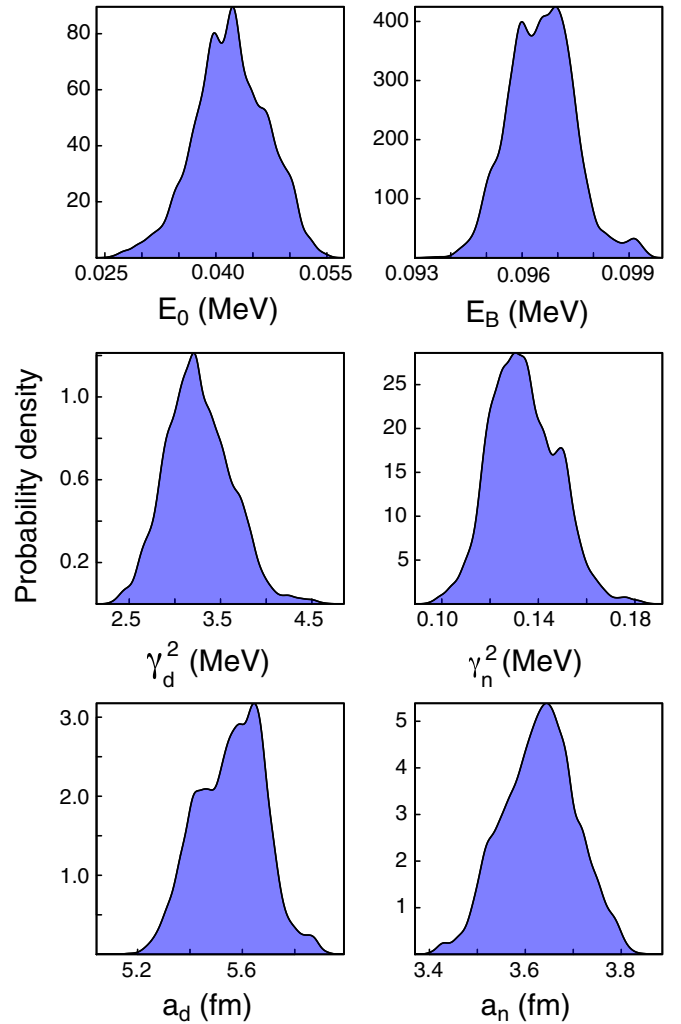 80
60
40
20
0.025 0.040 0.055
E0 (MeV)
400
300
200
100
0.093 0.096 0.099
EB (MeV)
Probability density
1.0
0.6
0.2
2.5 3.5 4.5
γd2 (MeV)
25
20
15
10
5
0.10 0.14 0.18
γn2 (MeV)
3.0
2.0
1.0
5.2 5.6
ad (fm)
5
4
3
2
1
3.4 3.6 3.8
an (fm)